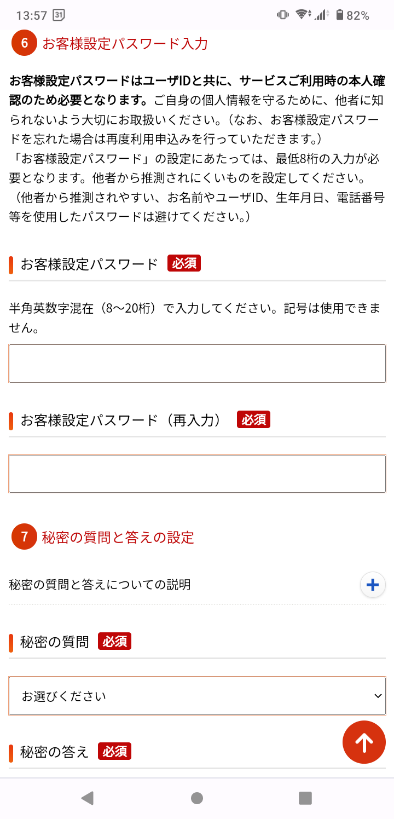 13:57 31 82%
6 お客様設定パスワード入力
お客様設定パスワードはユーザIDと共に、サービスご利用時の本人確
認のため必要となります。ご自身の個人情報を守るために、他者に知
られないよう大切にお取扱いください。（なお、お客様設定パスワー
ドを忘れた場合は再度利用申込みを行っていただきます。）
「お客様設定パスワード」の設定にあたっては、最低8桁の入力が必
要となります。他者から推測されにくいものを設定してください。
（他者から推測されやすい、お名前やユーザID、生年月日、電話番号
等を使用したパスワードは避けてください。）
お客様設定パスワード 必須
半角英数字混在（8〜20桁）で入力してください。記号は使用できま
せん。
お客様設定パスワード（再入力） 必須
7 秘密の質問と答えの設定
秘密の質問と答えについての説明
秘密の質問 必須
お選びください
秘密の答え 必須